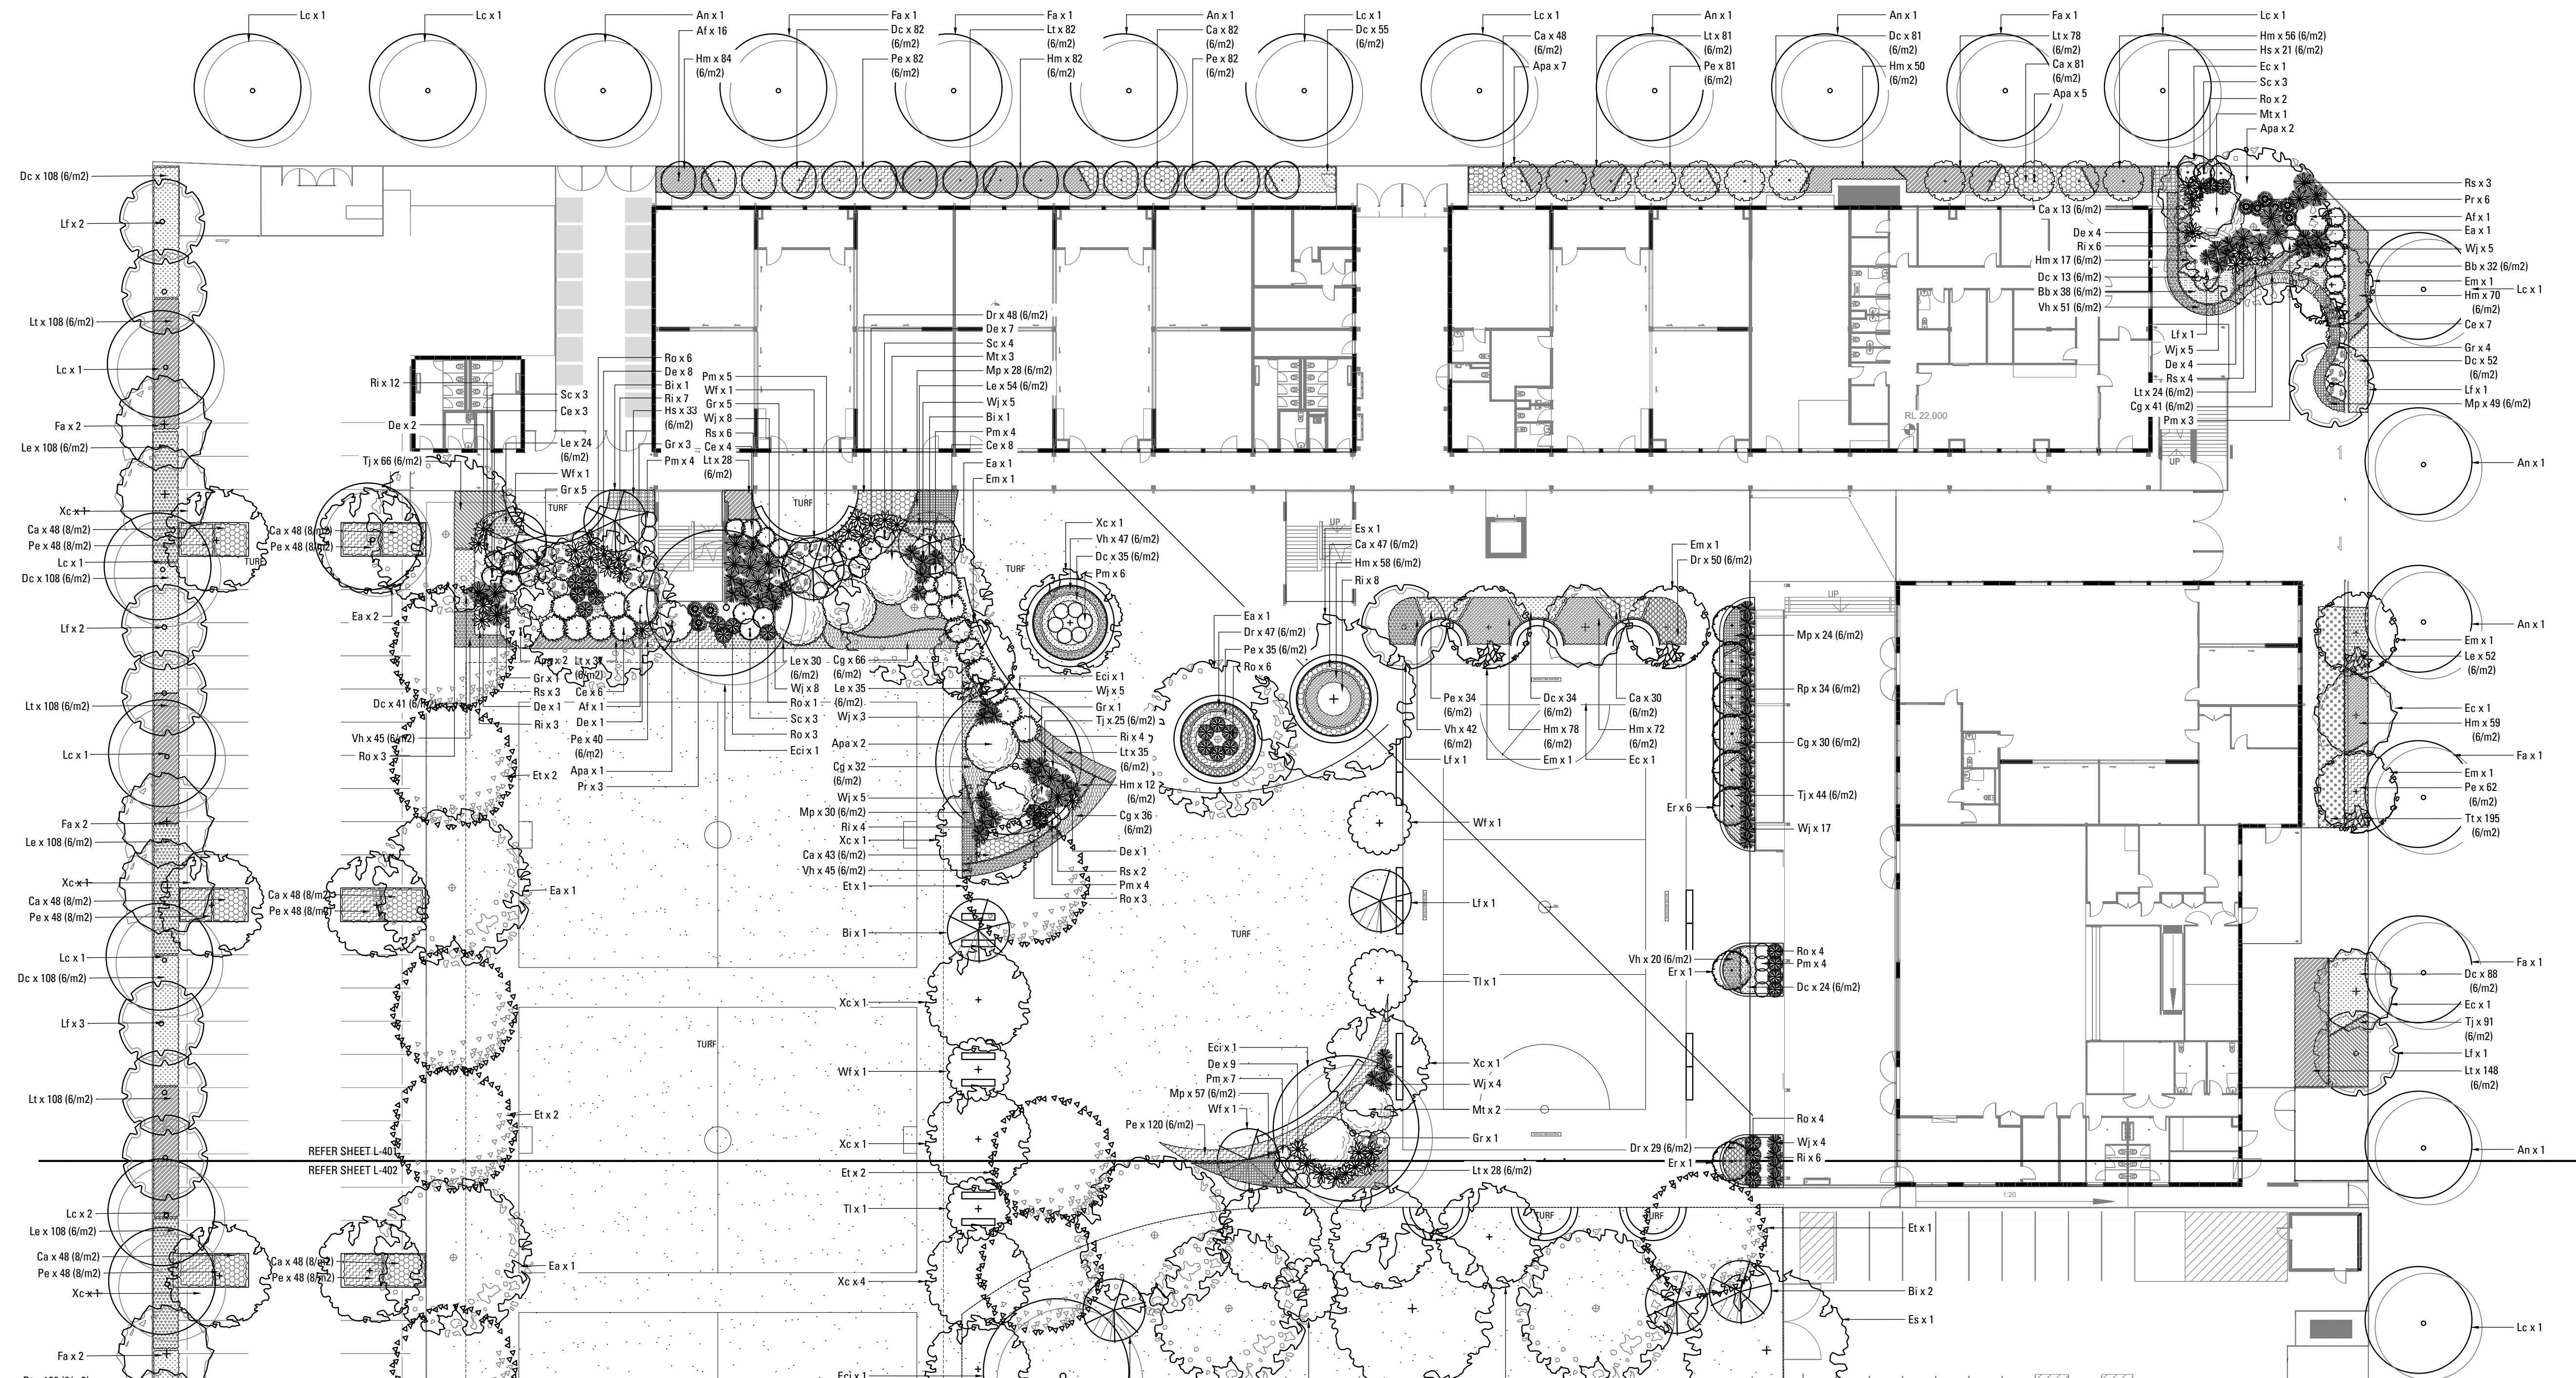 Lc x 1
Lc x 1
An x 1
Af x 16
Hm x 84
(6/m2)
Fa x 1
Dc x 82
(6/m2)
Pe x 82
(6/m2)
Fa x 1
Lt x 82
(6/m2)
Hm x 82
(6/m2)
An x 1
Ca x 82
(6/m2)
Pe x 82
(6/m2)
Lc x 1
Dc x 55
(6/m2)
Lc x 1
Ca x 48
(6/m2)
Apa x 7
An x 1
Lt x 81
(6/m2)
Pe x 81
(6/m2)
An x 1
Dc x 81
(6/m2)
Hm x 50
(6/m2)
Fa x 1
Lt x 78
(6/m2)
Ca x 81
(6/m2)
Apa x 5
Lc x 1
Hm x 56 (6/m2)
Hs x 21 (6/m2)
Ec x 1
Sc x 3
Ro x 2
Mt x 1
Apa x 2
Dc x 108 (6/m2)
Lf x 2
Lt x 108 (6/m2)
Lc x 1
Fa x 2
Le x 108 (6/m2)
Xc x 1
Ca x 48 (8/m2)
Pe x 48 (8/m2)
Lc x 1
Dc x 108 (6/m2)
Lf x 2
Lt x 108 (6/m2)
Lc x 1
Fa x 2
Le x 108 (6/m2)
Xc x 1
Ca x 48 (8/m2)
Pe x 48 (8/m2)
Lc x 1
Dc x 108 (6/m2)
Lf x 3
Lt x 108 (6/m2)
Lc x 2
Le x 108 (6/m2)
Ca x 48 (8/m2)
Pe x 48 (8/m2)
Xc x 1
Fa x 2
Ca x 48 (8/m2)
Pe x 48 (8/m2)
TURF
Ca x 48 (8/m2)
Pe x 48 (8/m2)
Ca x 48 (8/m2)
Pe x 48 (8/m2)
REFER SHEET L-401
REFER SHEET L-402
Ri x 12
De x 2
Tj x 66 (6/m2)
Sc x 3
Ce x 3
Le x 24
(6/m2)
Wf x 1
Gr x 5
TURF
Ro x 6
De x 8
Bi x 1
Ri x 7
Hs x 33
(6/m2)
Gr x 3
Pm x 4
Pm x 5
Wf x 1
Gr x 5
Wj x 8
Rs x 6
Ce x 4
Lt x 28
(6/m2)
TURF
Dr x 48 (6/m2)
De x 7
Sc x 4
Mt x 3
Mp x 28 (6/m2)
Le x 54 (6/m2)
Wj x 5
Bi x 1
Pm x 4
Ce x 8
Ea x 1
Em x 1
TURF
Ea x 2
Apa x 2
Gr x 1
Rs x 3
Dc x 41 (6/m2)
De x 1
Ri x 3
Vh x 45 (6/m2)
Ro x 3
Lt x 37
(6/m2)
Ce x 6
Af x 1
De x 1
Pe x 40
(6/m2)
Apa x 1
Pr x 3
Et x 2
Ea x 1
Et x 2
Ea x 1
TURF
Le x 30
(6/m2)
Wj x 8
Ro x 1
Sc x 3
Ro x 3
Eci x 1
Cg x 66
(6/m2)
Le x 35
(6/m2)
Wj x 3
Apa x 2
Cg x 32
(6/m2)
Wj x 5
Mp x 30 (6/m2)
Ri x 4
Xc x 1
Ca x 43 (6/m2)
Vh x 45 (6/m2)
Et x 1
Bi x 1
Xc x 1
Wf x 1
Xc x 1
Et x 2
Tl x 1
Xc x 4
Eci x 1
Xc x 1
Vh x 47 (6/m2)
Dc x 35 (6/m2)
Pm x 6
Eci x 1
Wj x 5
Gr x 1
Tj x 25 (6/m2)
Ri x 4
Lt x 35
(6/m2)
Hm x 12
(6/m2)
Cg x 36
(6/m2)
De x 1
Rs x 2
Pm x 4
Ro x 3
Ea x 1
Dr x 47 (6/m2)
Pe x 35 (6/m2)
Ro x 6
UP
Es x 1
Ca x 47 (6/m2)
Hm x 58 (6/m2)
Ri x 8
TURF
Em x 1
Dr x 50 (6/m2)
Pe x 34
(6/m2)
Vh x 42
(6/m2)
Lf x 1
Dc x 34
(6/m2)
Hm x 78
(6/m2)
Em x 1
Ca x 30
(6/m2)
Hm x 72
(6/m2)
Ec x 1
Wf x 1
Lf x 1
Tl x 1
Xc x 1
Wj x 4
Mt x 2
Gr x 1
Lt x 28 (6/m2)
Eci x 1
De x 9
Pm x 7
Mp x 57 (6/m2)
Wf x 1
Pe x 120 (6/m2)
TURF
TURF
TURF
UP
Mp x 24 (6/m2)
Rp x 34 (6/m2)
Cg x 30 (6/m2)
Tj x 44 (6/m2)
Er x 6
Wj x 17
Vh x 20 (6/m2)
Er x 1
Ro x 4
Pm x 4
Dc x 24 (6/m2)
Ro x 4
Wj x 4
Ri x 6
Dr x 29 (6/m2)
Er x 1
Et x 1
Bi x 2
Es x 1
1:20
RL 22.000
UP
Ca x 13 (6/m2)
De x 4
Ri x 6
Hm x 17 (6/m2)
Dc x 13 (6/m2)
Bb x 38 (6/m2)
Vh x 51 (6/m2)
Lf x 1
Wj x 5
De x 4
Rs x 4
Lt x 24 (6/m2)
Cg x 41 (6/m2)
Pm x 3
Rs x 3
Pr x 6
Af x 1
Ea x 1
Wj x 5
Bb x 32 (6/m2)
Em x 1
Hm x 70
(6/m2)
Lc x 1
Ce x 7
Gr x 4
Dc x 52
(6/m2)
Lf x 1
Mp x 49 (6/m2)
An x 1
An x 1
Em x 1
Le x 52
(6/m2)
Ec x 1
Hm x 59
(6/m2)
Fa x 1
Em x 1
Pe x 62
(6/m2)
Tt x 195
(6/m2)
Fa x 1
Dc x 88
(6/m2)
Ec x 1
Tj x 91
(6/m2)
Lf x 1
Lt x 148
(6/m2)
An x 1
Lc x 1